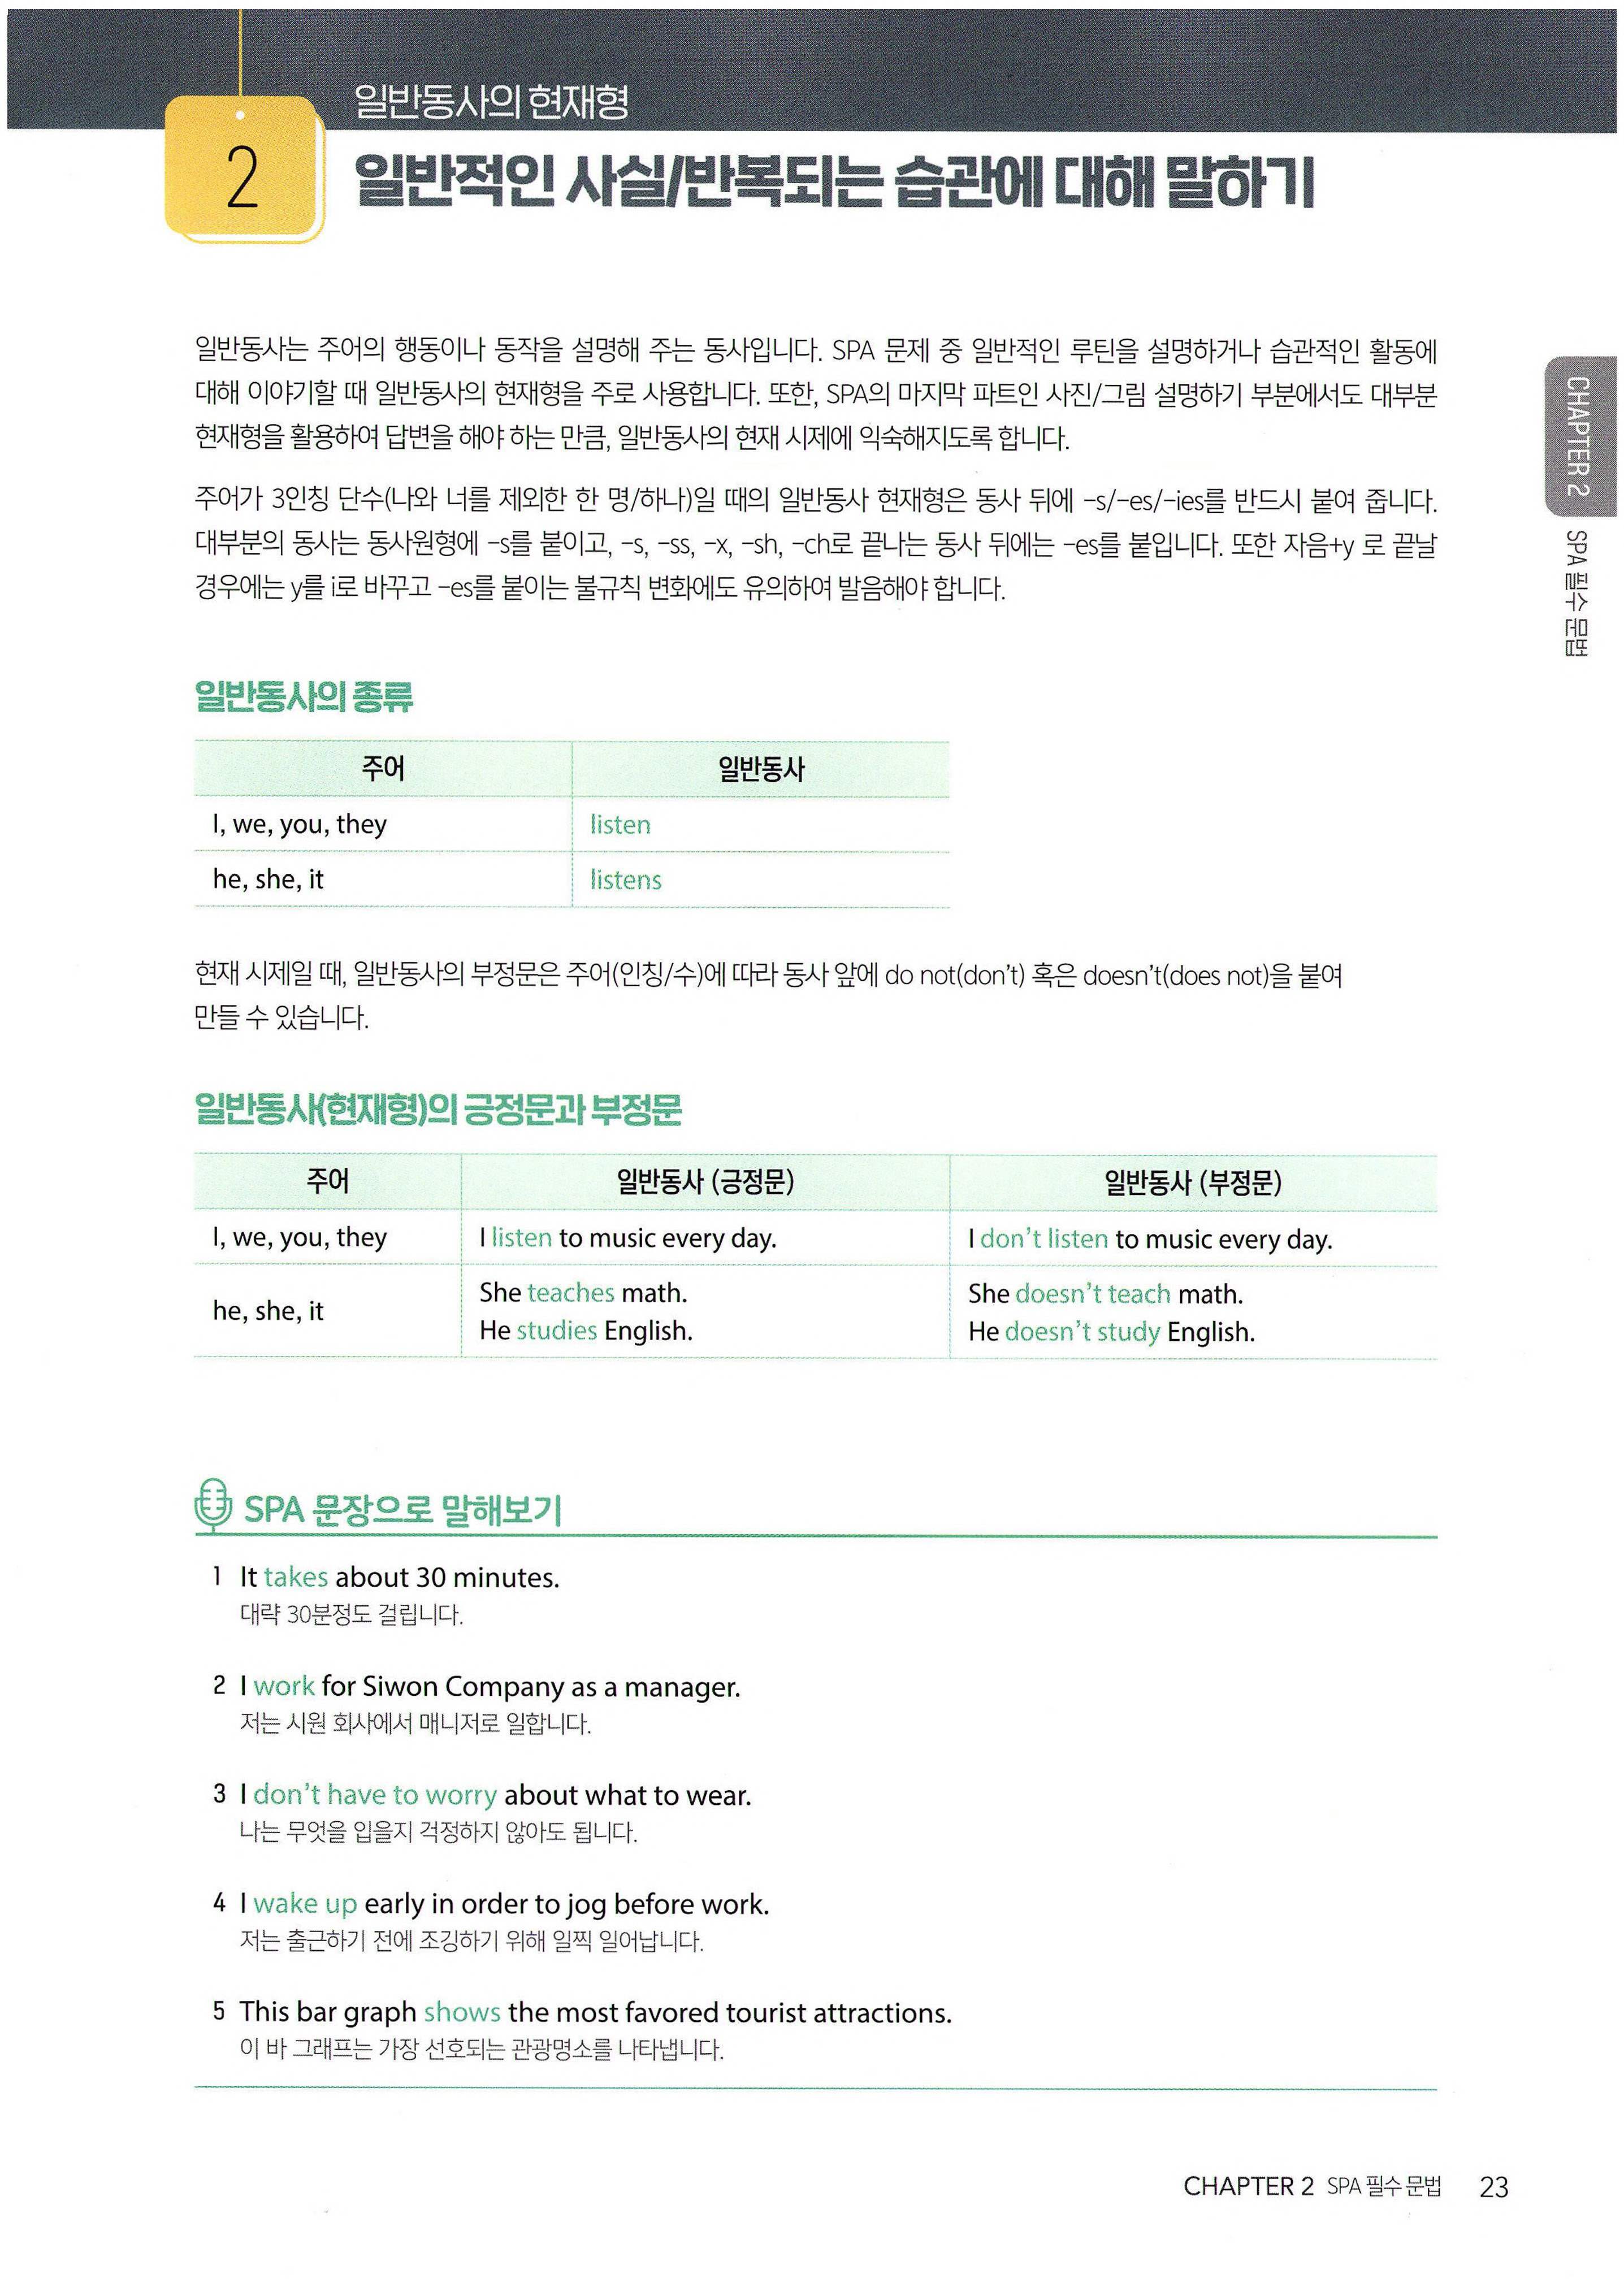 일반동사의 현재형
2
일반적인 사실/반복되는 습관에 대해 말하기
일반동사는 주어의 행동이나 동작을 설명해 주는 동사입니다. SPA 문제 중 일반적인 루틴을 설명하거나 습관적인 활동에
대해 이야기할 때 일반동사의 현재형을 주로 사용합니다. 또한, SPA의 마지막 파트인 사진/그림 설명하기 부분에서도 대부분
현재형을 활용하여 답변을 해야 하는 만큼, 일반동사의 현재 시제에 익숙해지도록 합니다.
주어가 3인칭 단수(나와 너를 제외한 한 명/하나)일 때의 일반동사 현재형은 동사 뒤에 -s/-es/-ies를 반드시 붙여 줍니다.
대부분의 동사는 동사원형에 -s를 붙이고, -s, -ss, -x, -sh, -ch로 끝나는 동사 뒤에는 -es를 붙입니다. 또한 자음+y 로 끝날
경우에는 y를 i로 바꾸고 -es를 붙이는 불규칙 변화에도 유의하여 발음해야 합니다.
CHAPTER 2 SPA 필수 문법
일반동사의 종류
주어 일반동사
I, we, you, they listen
he, she, it listens
현재 시제일 때, 일반동사의 부정문은 주어(인칭/수)에 따라 동사 앞에 do not(don't) 혹은 doesn't(does not)을 붙여
만들 수 있습니다.
일반동사(현재형)의 긍정문과 부정문
주어 일반동사 (긍정문) 일반동사 (부정문)
I, we, you, they I listen to music every day. I don't listen to music every day.
he, she, it
She teaches math. She doesn't teach math.
He studies English. He doesn't study English.
SPA 문장으로 말해보기
1 It takes about 30 minutes.
대략 30분정도 걸립니다.
2 I work for Siwon Company as a manager.
저는 시원 회사에서 매니저로 일합니다.
3 I don't have to worry about what to wear.
나는 무엇을 입을지 걱정하지 않아도 됩니다.
4 I wake up early in order to jog before work.
저는 출근하기 전에 조깅하기 위해 일찍 일어납니다.
5 This bar graph shows the most favored tourist attractions.
이 바 그래프는 가장 선호되는 관광명소를 나타냅니다.
CHAPTER 2 SPA 필수 문법 23